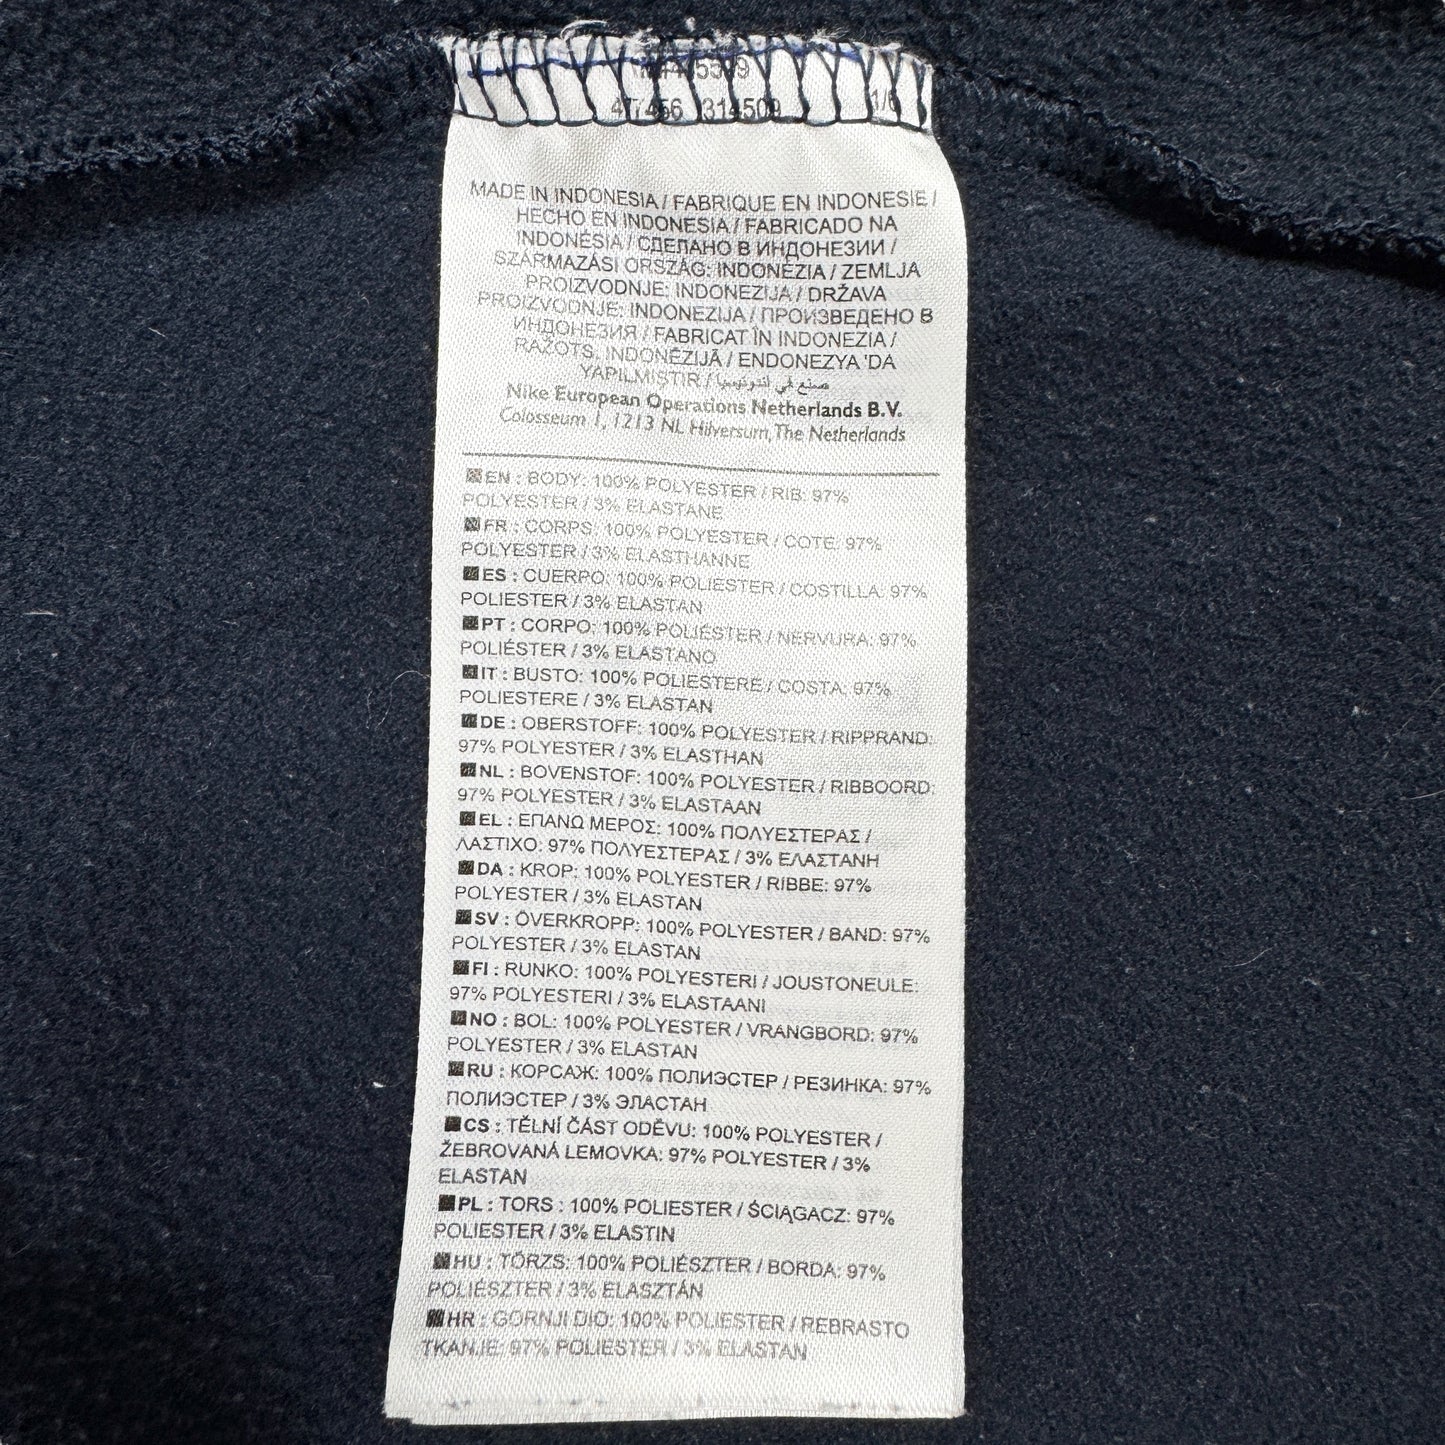 477456 314509 1/6
MADE IN INDONESIA / FABRIQUE EN INDONESIE /
HECHO EN INDONESIA / FABRICADO NA
INDONÉSIA / СДЕЛАНО В ИНДОНЕЗИИ /
SZÁRMAZÁSI ORSZÁG: INDONÉZIA / ZEMLJA
PROIZVODNJE: INDONEZIJA / DRŽAVA
PROIZVODNJE: INDONEZIJA / ПРОИЗВЕДЕНО В
ИНДОНЕЗИЯ / FABRICAT ÎN INDONEZIA /
RAŽOTS, INDONĒZIJĀ / ENDONEZYA 'DA
YAPILMIŞTIR / صنع في أندونيسيا
Nike European Operations Netherlands B.V.
Colosseum 1, 1213 NL Hilversum, The Netherlands
EN : BODY: 100% POLYESTER / RIB: 97%
POLYESTER / 3% ELASTANE
FR : CORPS: 100% POLYESTER / COTE: 97%
POLYESTER / 3% ELASTHANNE
ES : CUERPO: 100% POLIESTER / COSTILLA: 97%
POLIESTER / 3% ELASTAN
PT : CORPO: 100% POLIÉSTER / NERVURA: 97%
POLIÉSTER / 3% ELASTANO
IT : BUSTO: 100% POLIESTERE / COSTA: 97%
POLIESTERE / 3% ELASTAN
DE : OBERSTOFF: 100% POLYESTER / RIPPRAND:
97% POLYESTER / 3% ELASTHAN
NL : BOVENSTOF: 100% POLYESTER / RIBBOORD:
97% POLYESTER / 3% ELASTAAN
EL : ΕΠΑΝΩ ΜΕΡΟΣ: 100% ΠΟΛΥΕΣΤΕΡΑΣ /
ΛΑΣΤΙΧΟ: 97% ΠΟΛΥΕΣΤΕΡΑΣ / 3% ΕΛΑΣΤΑΝΗ
DA : KROP: 100% POLYESTER / RIBBE: 97%
POLYESTER / 3% ELASTAN
SV : ÖVERKROPP: 100% POLYESTER / BAND: 97%
POLYESTER / 3% ELASTAN
FI : RUNKO: 100% POLYESTERI / JOUSTONEULE:
97% POLYESTERI / 3% ELASTAANI
NO : BOL: 100% POLYESTER / VRANGBORD: 97%
POLYESTER / 3% ELASTAN
RU : КОРСАЖ: 100% ПОЛИЭСТЕР / РЕЗИНКА: 97%
ПОЛИЭСТЕР / 3% ЭЛАСТАН
CS : TĚLNÍ ČÁST ODĚVU: 100% POLYESTER /
ŽEBROVANÁ LEMOVKA: 97% POLYESTER / 3%
ELASTAN
PL : TORS : 100% POLIESTER / ŚCIĄGACZ: 97%
POLIESTER / 3% ELASTIN
HU : TÖRZS: 100% POLIÉSZTER / BORDA: 97%
POLIÉSZTER / 3% ELASZTÁN
HR : GORNJI DIO: 100% POLIESTER / REBRASTO
TKANJE: 97% POLIESTER / 3% ELASTAN